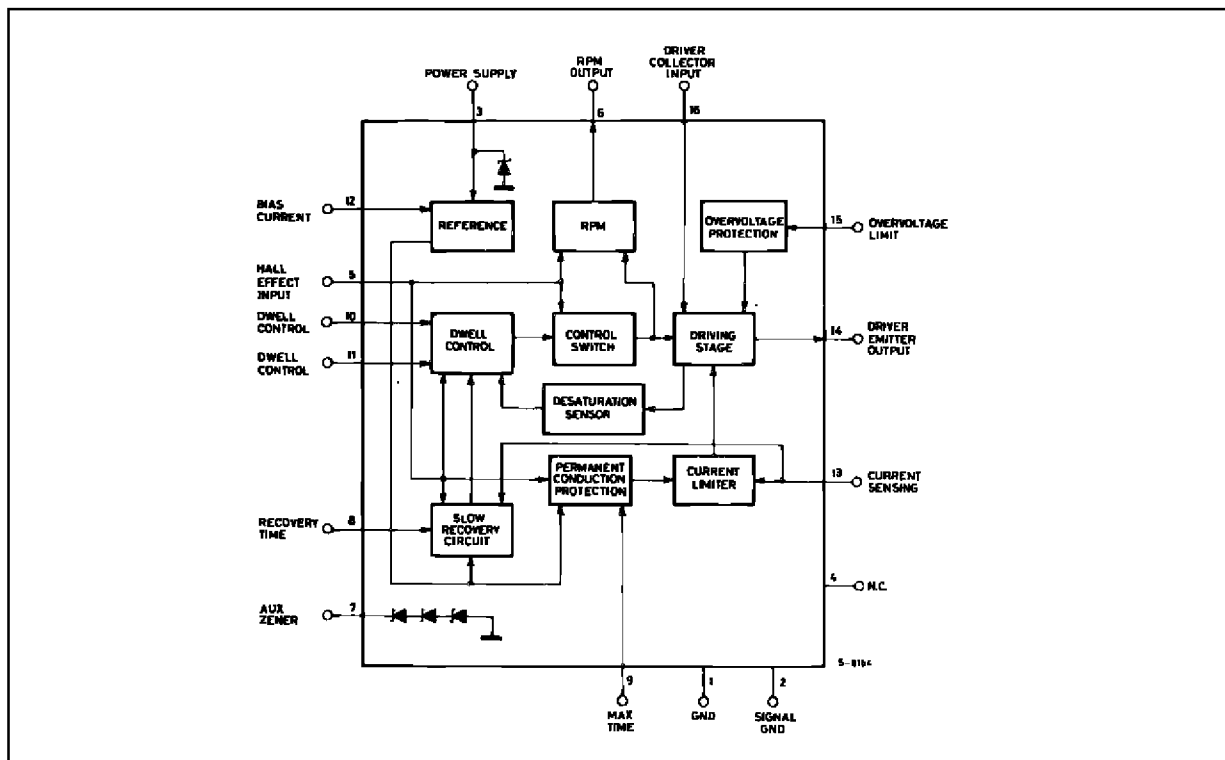 POWER SUPPLY
RPM
OUTPUT
DRIVER
COLLECTOR
INPUT
3
6
16
BIAS
CURRENT
12
REFERENCE
RPM
OVERVOLTAGE
PROTECTION
15
OVERVOLTAGE
LIMIT
HALL
EFFECT
INPUT
5
DWELL
CONTROL
10
DWELL
CONTROL
CONTROL
SWITCH
DRIVING
STAGE
14
DRIVER
EMITTER
OUTPUT
DWELL
CONTROL
11
DESATURATION
SENSOR
PERMANENT
CONDUCTION
PROTECTION
CURRENT
LIMITER
13
CURRENT
SENSING
RECOVERY
TIME
8
SLOW
RECOVERY
CIRCUIT
4
N.C.
AUX
ZENER
7
9
1
2
MAX
TIME
GND
SIGNAL
GND